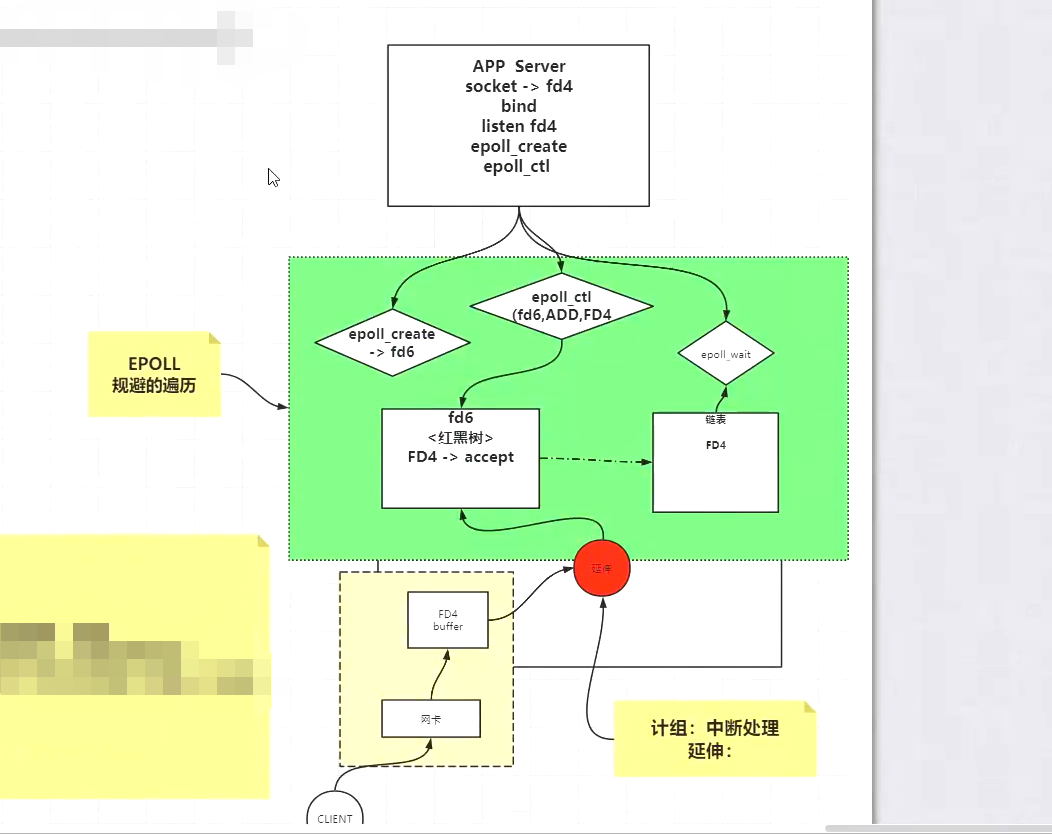 APP  Server
socket -> fd4
bind
listen fd4
epoll_create
epoll_ctl
epoll_ctl
(fd6,ADD,FD4
epoll_create
-> fd6
epoll_wait
EPOLL
规避的遍历
fd6
<红黑树>
FD4 -> accept
链表
FD4
延伸
FD4
buffer
网卡
计组：中断处理
延伸：
CLIENT